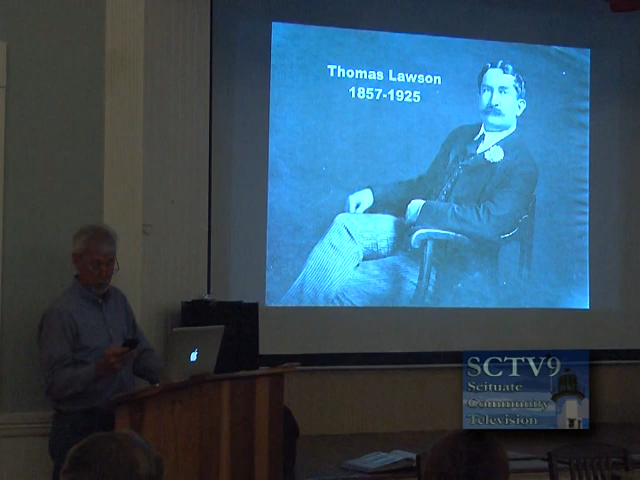 Thomas Lawson
1857-1925
SCTV9
Scituate
Community
Television